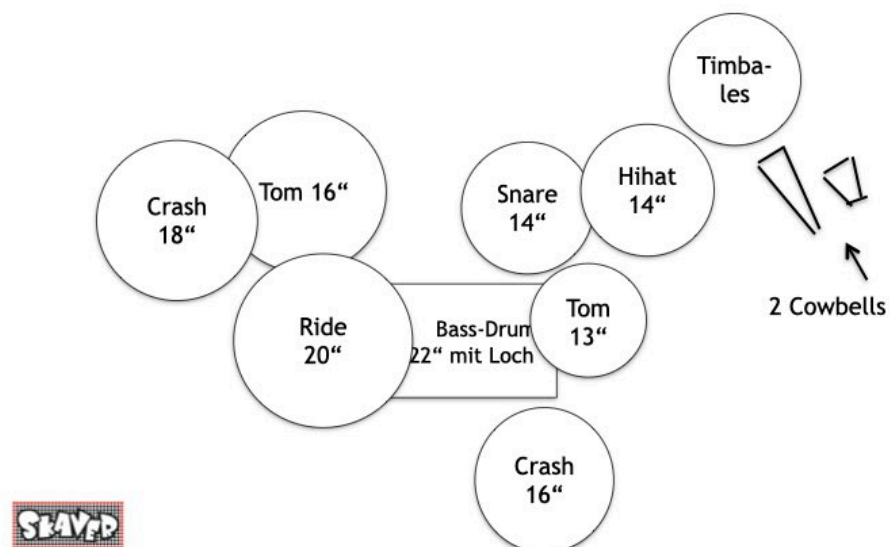 Timba-
les
Hihat
14“
Snare
14“
Tom 16“
Crash
18“
Tom
13“
Ride
20“
Bass-Drum
22“ mit Loch
2 Cowbells
Crash
16“
SKAVER